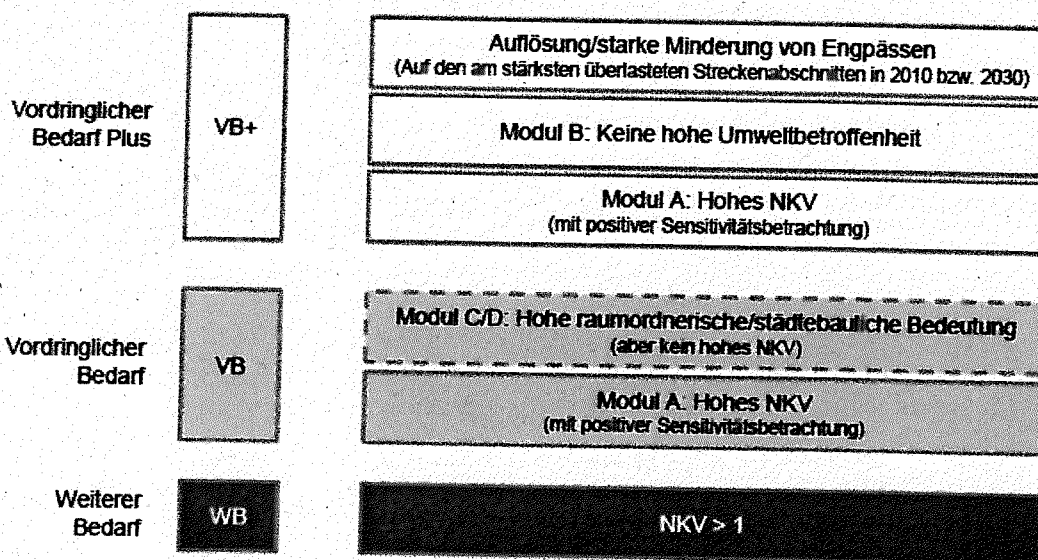 Vordringlicher
Bedarf Plus
VB+
Auflösung/starke Minderung von Engpässen
(Auf den am stärksten überlasteten Streckenabschnitten in 2010 bzw. 2030)
Modul B: Keine hohe Umweltbetroffenheit
Modul A: Hohes NKV
(mit positiver Sensitivitätsbetrachtung)
Vordringlicher
Bedarf
VB
Modul C/D: Hohe raumordnerische/städtebauliche Bedeutung
(aber kein hohes NKV)
Modul A: Hohes NKV
(mit positiver Sensitivitätsbetrachtung)
Weiterer
Bedarf
WB
NKV > 1